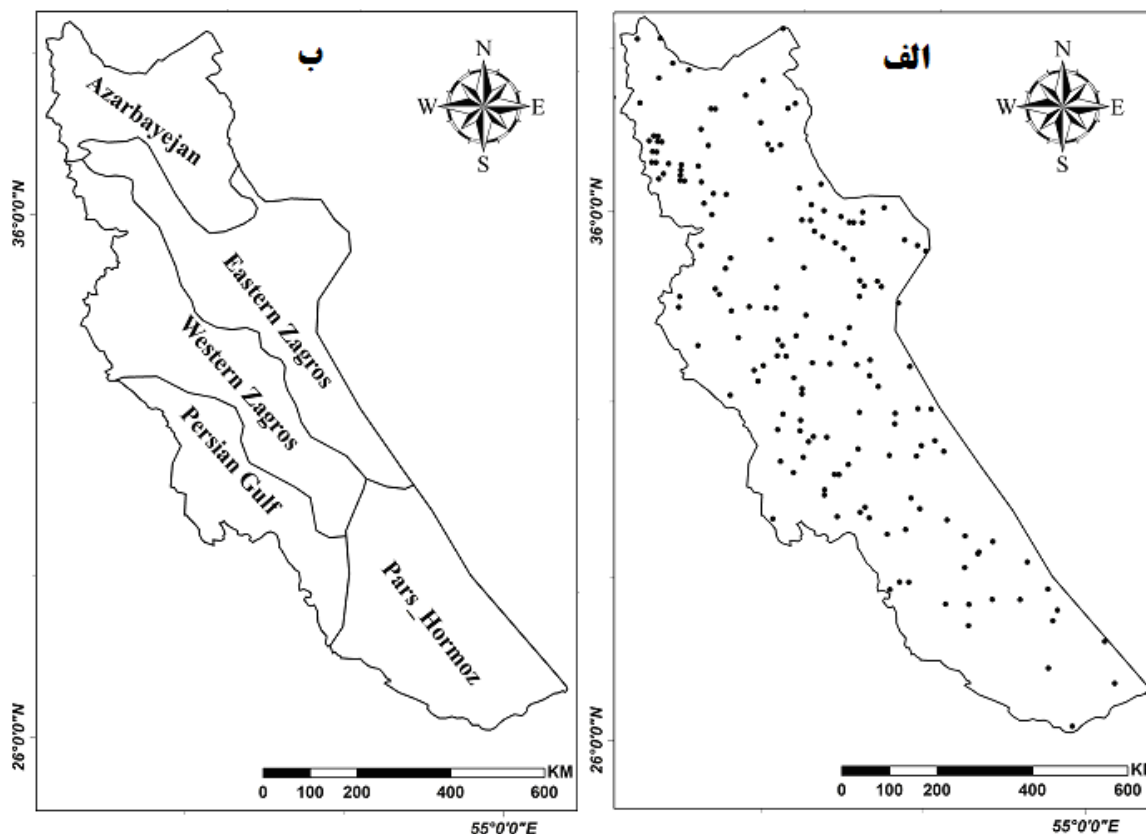 ب
N
W E
S
Azarbayejan
Eastern Zagros
Western Zagros
Persian Gulf
Pars_Hormoz
36°0'0"N
26°0'0"N
KM
0 100 200 400 600
55°0'0"E
الف
N
W E
S
36°0'0"N
26°0'0"N
KM
0 100 200 400 600
55°0'0"E